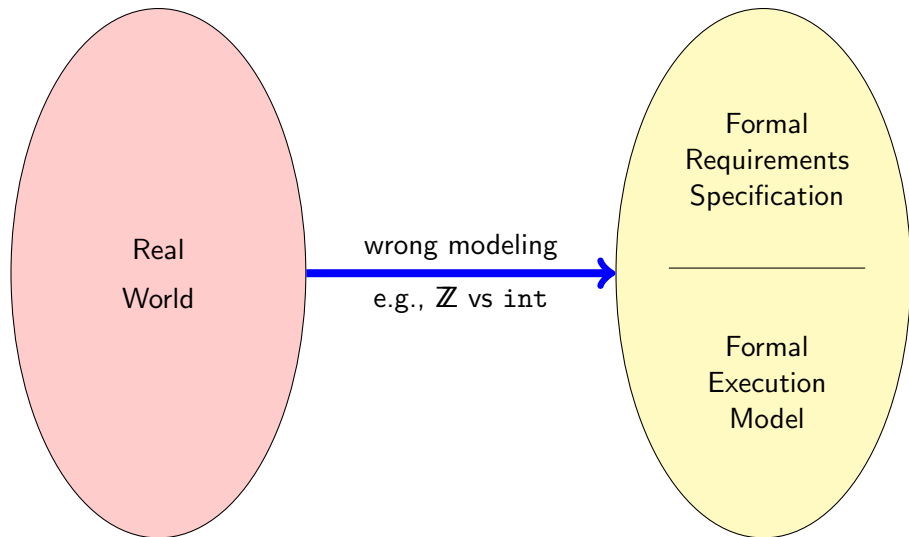 Real
World
wrong modeling
e.g., ℤ vs int
Formal
Requirements
Specification
Formal
Execution
Model